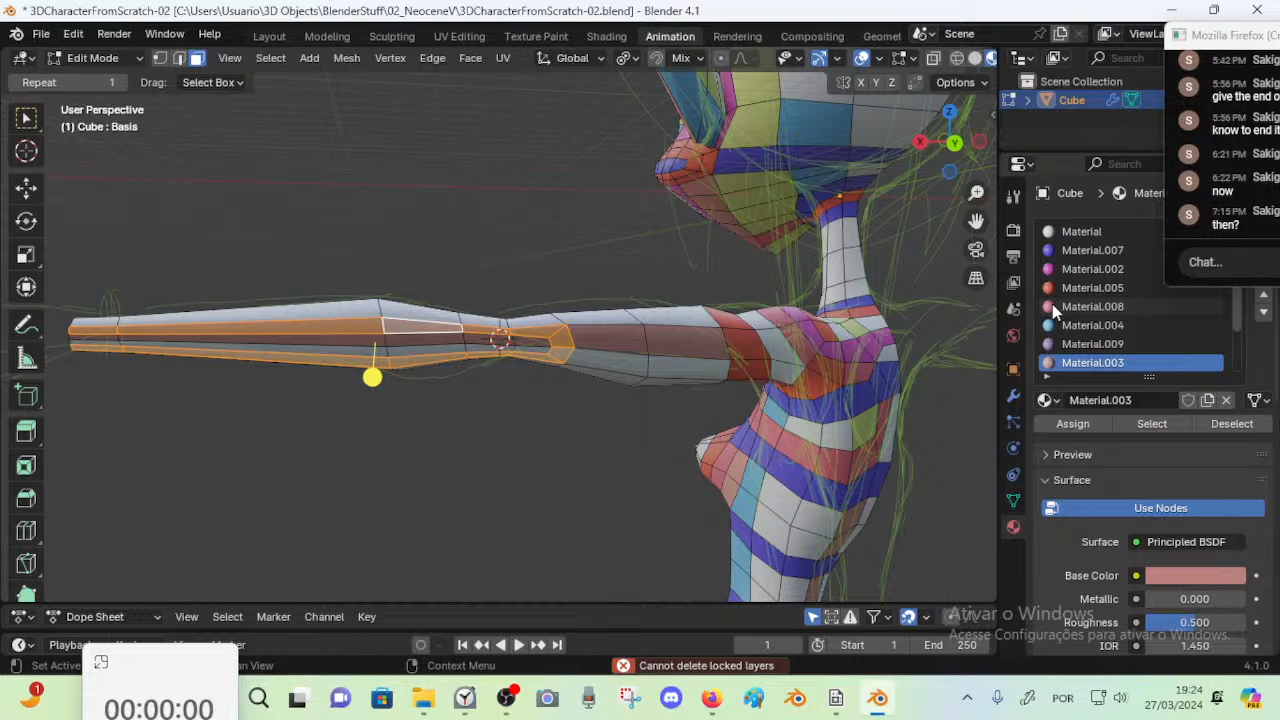 * 3DCharacterFromScratch-02 [C:\Users\Usuario\3D Objects\BlenderStuff\02_NeoceneV\3DCharacterFromScratch-02.blend] - Blender 4.1
File Edit Render Window Help
Layout Modeling Sculpting UV Editing Texture Paint Shading Animation Rendering Compositing Geomet
Scene
ViewLa
Mozilla Firefox (C
Edit Mode View Select Add Mesh Vertex Edge Face UV
Global Mix
Search
Repeat 1 Drag: Select Box
X Y Z Options
Scene Collection
Cube
User Perspective
(1) Cube : Basis
Z
X
Y
S 5:42 PM Sakig
S 5:56 PM Sakig
give the end o
S 5:56 PM Sakig
know to end it
S 6:21 PM Sakig
S 6:22 PM Sakig
now
S 7:15 PM Sakig
then?
Chat...
Search
Cube > Materi
Material
Material.007
Material.002
Material.005
Material.008
Material.004
Material.009
Material.003
Material.003
Assign Select Deselect
Preview
Surface
Use Nodes
Surface Principled BSDF
Base Color
Metallic 0.000
Roughness 0.500
IOR 1.450
Ativar o Windows
Acesse Configurações para ativar o Windows.
Dope Sheet View Select Marker Channel Key
Playba
1 Start 1 End 250
Set Active
an View
Context Menu
Cannot delete locked layers
4.1.0
00:00:00
1
POR
19:24
27/03/2024
PRE